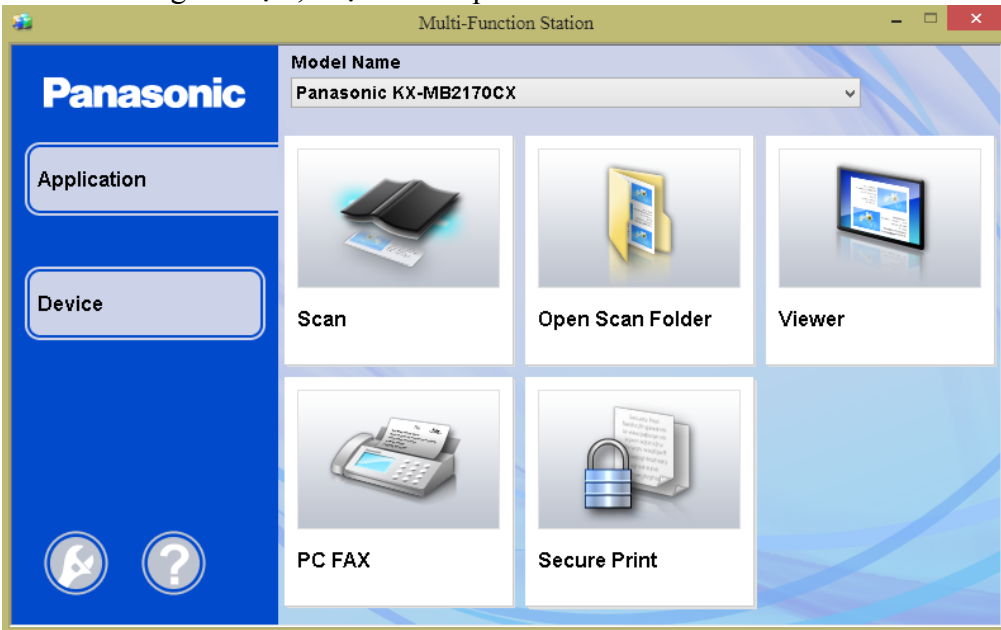 Multi-Function Station
Panasonic
Model Name
Panasonic KX-MB2170CX
Application
Device
Scan
Open Scan Folder
Viewer
PC FAX
Secure Print
?